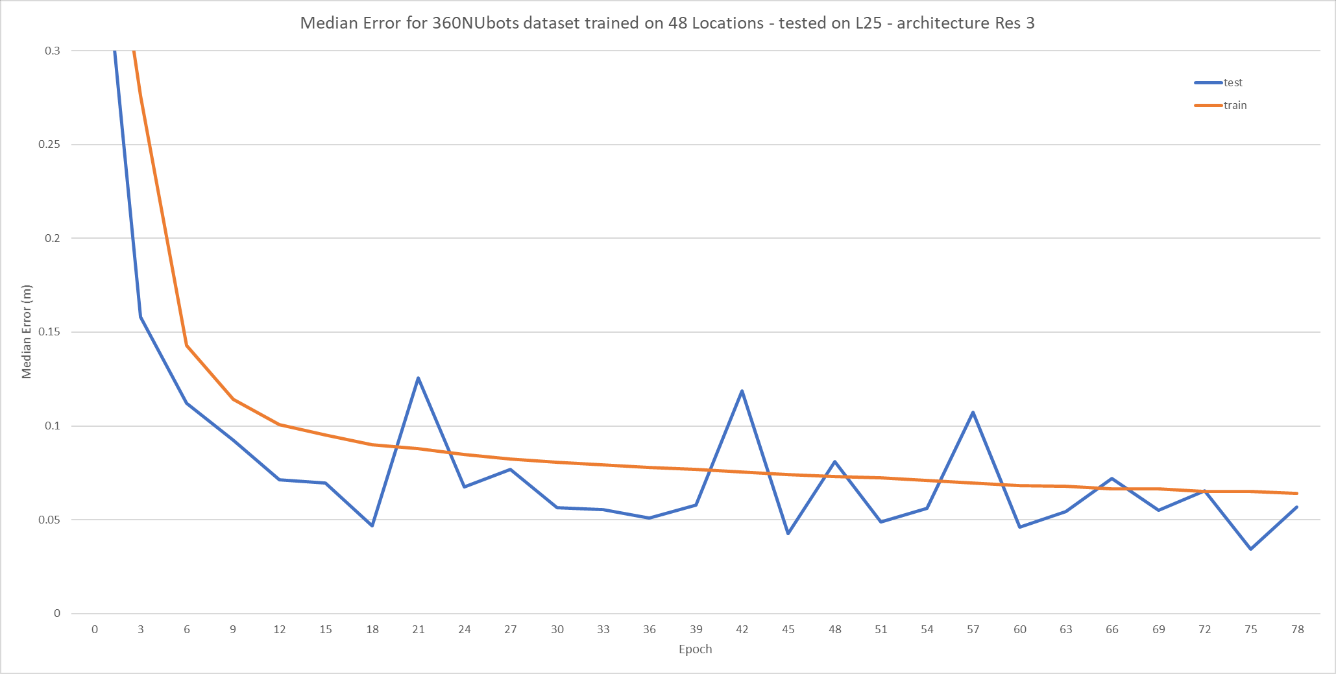 Median Error for 360NUbots dataset trained on 48 Locations - tested on L25 - architecture Res 3
0.3
test
train
0.25
0.2
0.15
0.1
0.05
0
Median Error (m)
0 3 6 9 12 15 18 21 24 27 30 33 36 39 42 45 48 51 54 57 60 63 66 69 72 75 78
Epoch